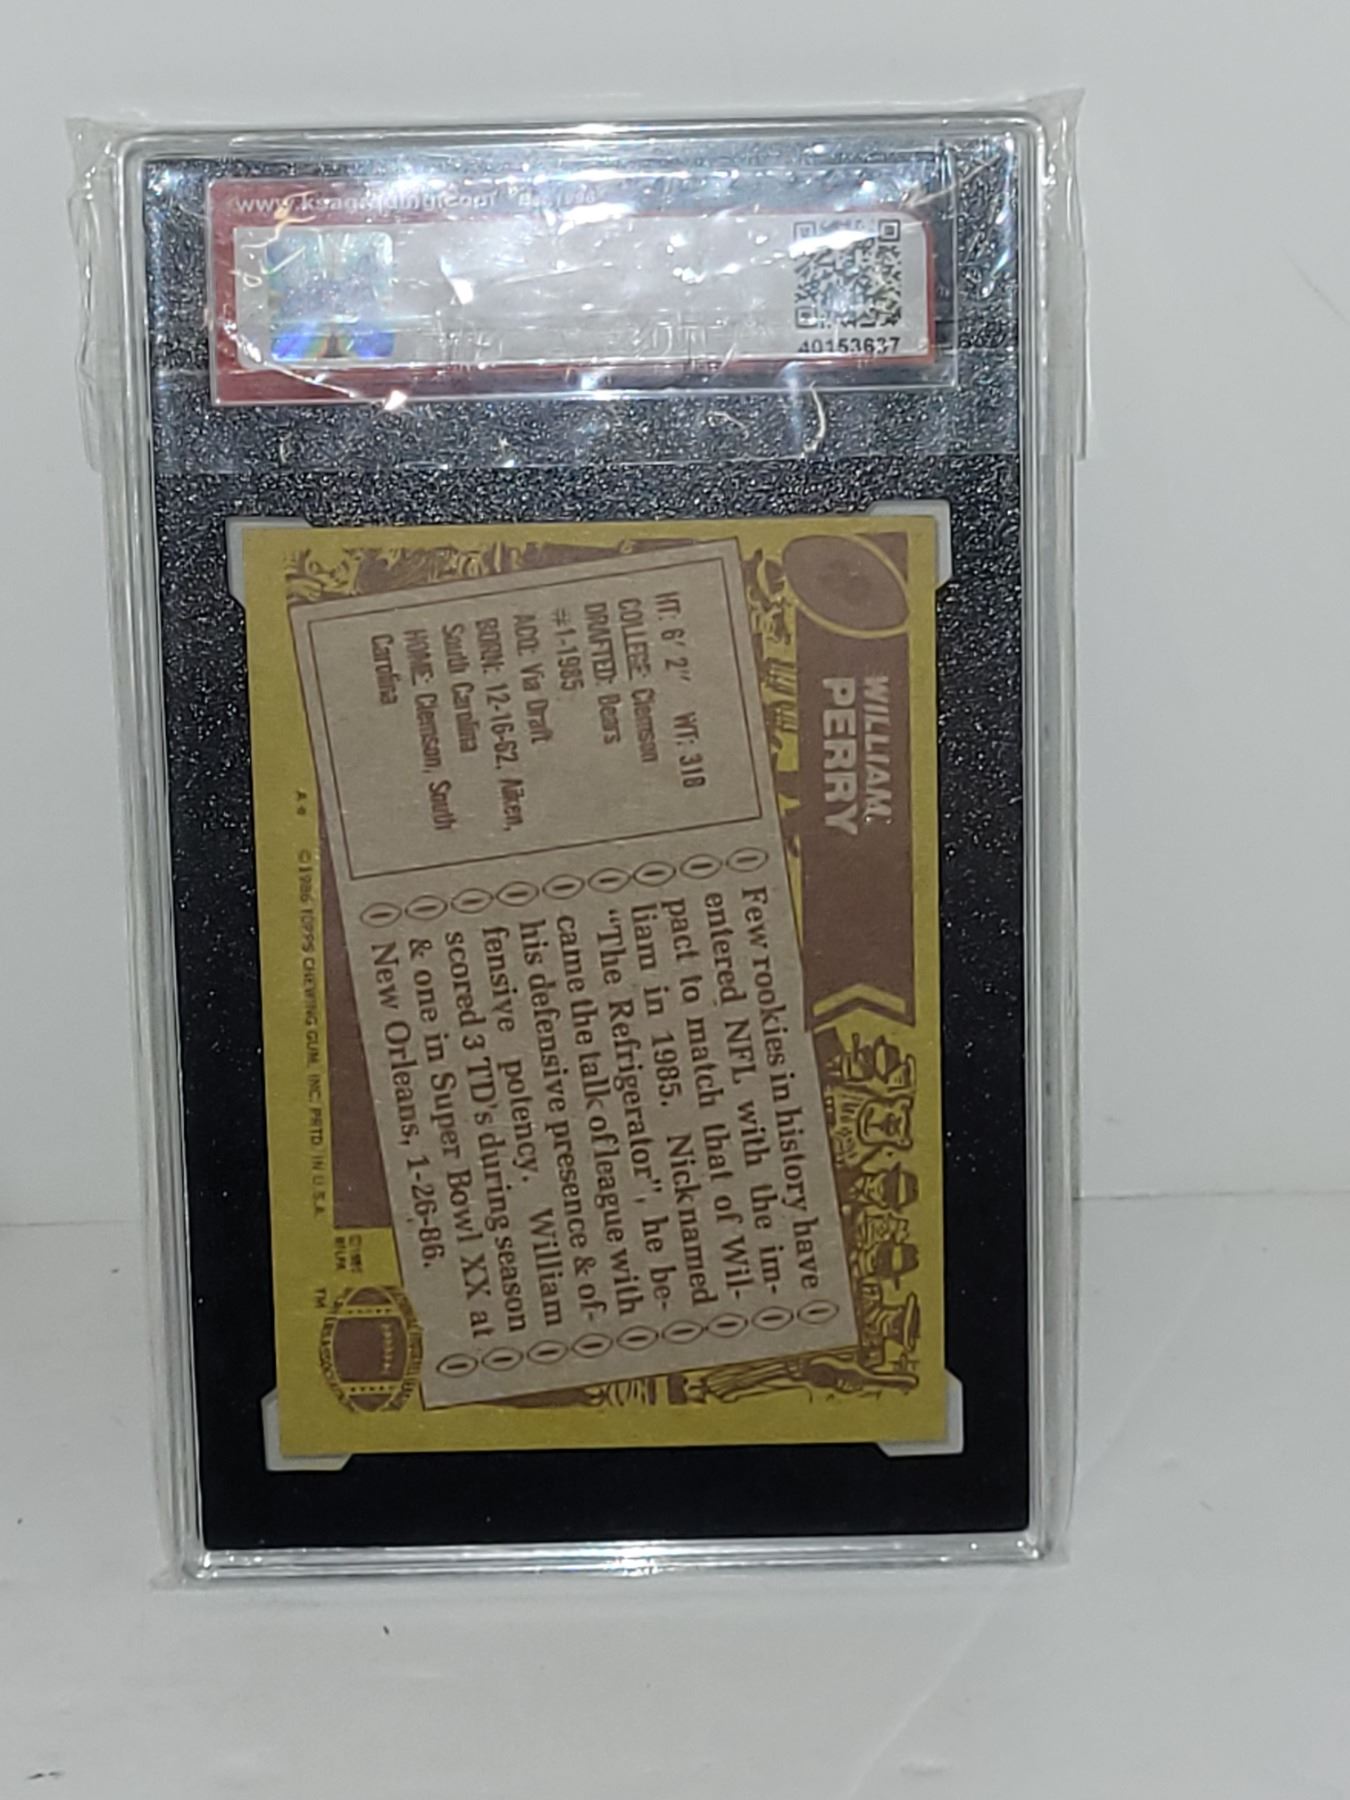 www.ksagrading.com
40153637
WILLIAM
PERRY
HT: 6' 2" WT: 318
COLLEGE: Clemson
DRAFTED: Bears
#1-1985
ACQ: Via Draft
BORN: 12-16-62, Aiken,
South Carolina
HOME: Clemson, South
Carolina
Few rookies in history have
entered NFL with the im-
pact to match that of Wil-
liam in 1985. Nicknamed
"The Refrigerator", he be-
came the talk of league with
his defensive presence & of-
fensive potency. William
scored 3 TD's during season
& one in Super Bowl XX at
New Orleans, 1-26-86.
©1986 TOPPS CHEWING GUM, INC. PRTD. IN U.S.A.
TM